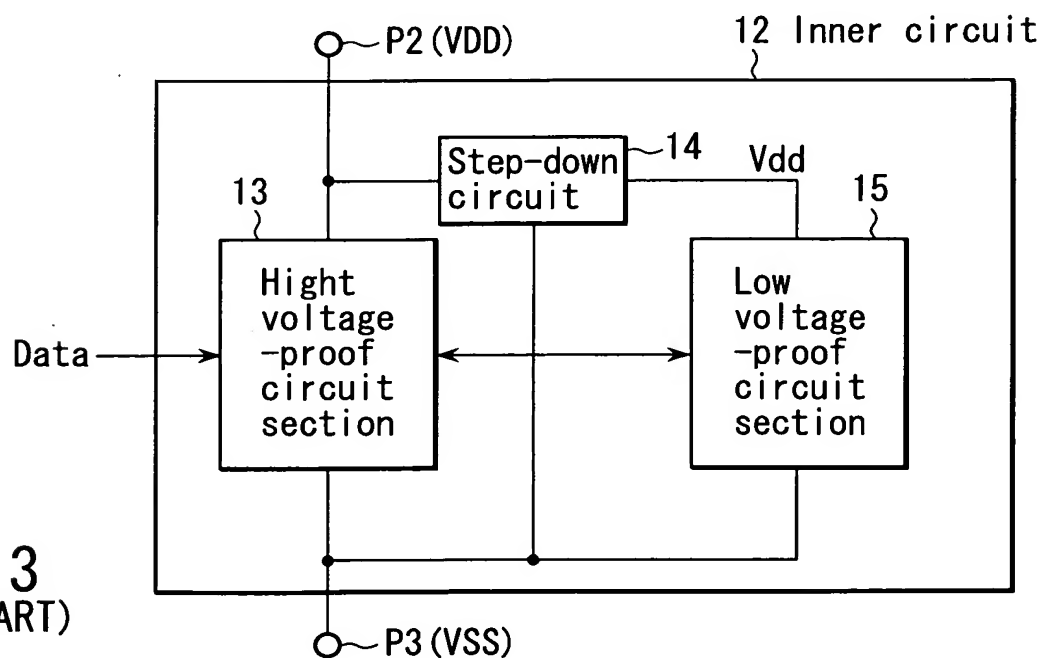 P2(VDD)
12 Inner circuit
Step-down
circuit
14
Vdd
13
15
Hight
voltage
-proof
circuit
section
Low
voltage
-proof
circuit
section
Data
3
ART)
P3(VSS)